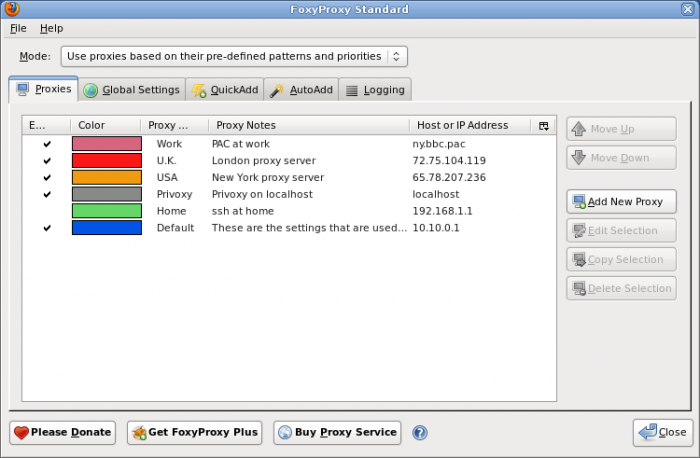 FoxyProxy Standard
File Help
Mode: Use proxies based on their pre-defined patterns and priorities
Proxies Global Settings QuickAdd AutoAdd Logging
E... Color Proxy ... Proxy Notes Host or IP Address
Work PAC at work ny.bbc.pac
U.K. London proxy server 72.75.104.119
USA New York proxy server 65.78.207.236
Privoxy Privoxy on localhost localhost
Home ssh at home 192.168.1.1
Default These are the settings that are used... 10.10.0.1
Move Up
Move Down
Add New Proxy
Edit Selection
Copy Selection
Delete Selection
Please Donate Get FoxyProxy Plus Buy Proxy Service ? Close